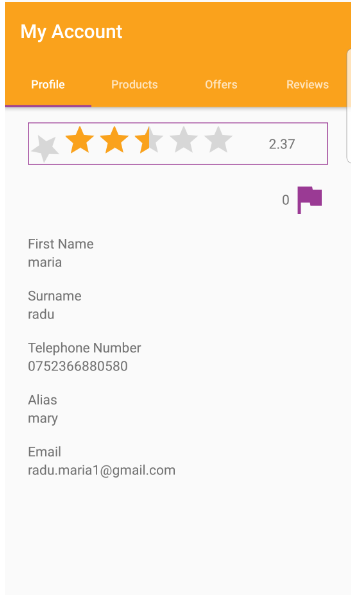 My Account
Profile Products Offers Reviews
2.37
0
First Name
maria
Surname
radu
Telephone Number
0752366880580
Alias
mary
Email
radu.maria1@gmail.com